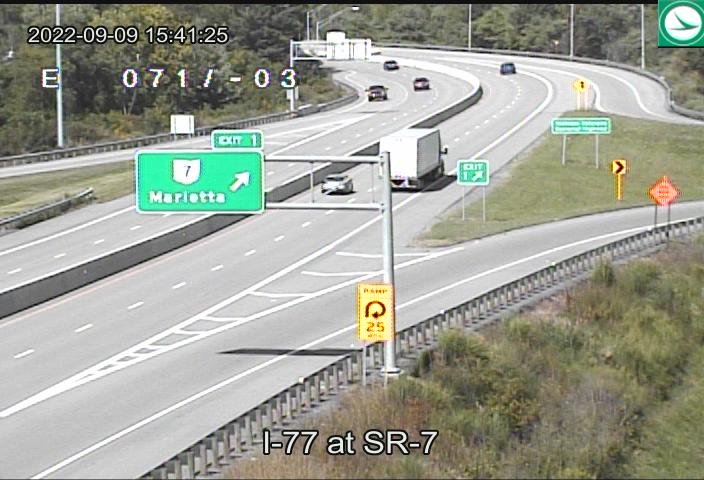 2022-09-09 15:41:25
E 071/-03
EXIT 1
7
Marietta
EXIT
1
RAMP
25
I-77 at SR-7